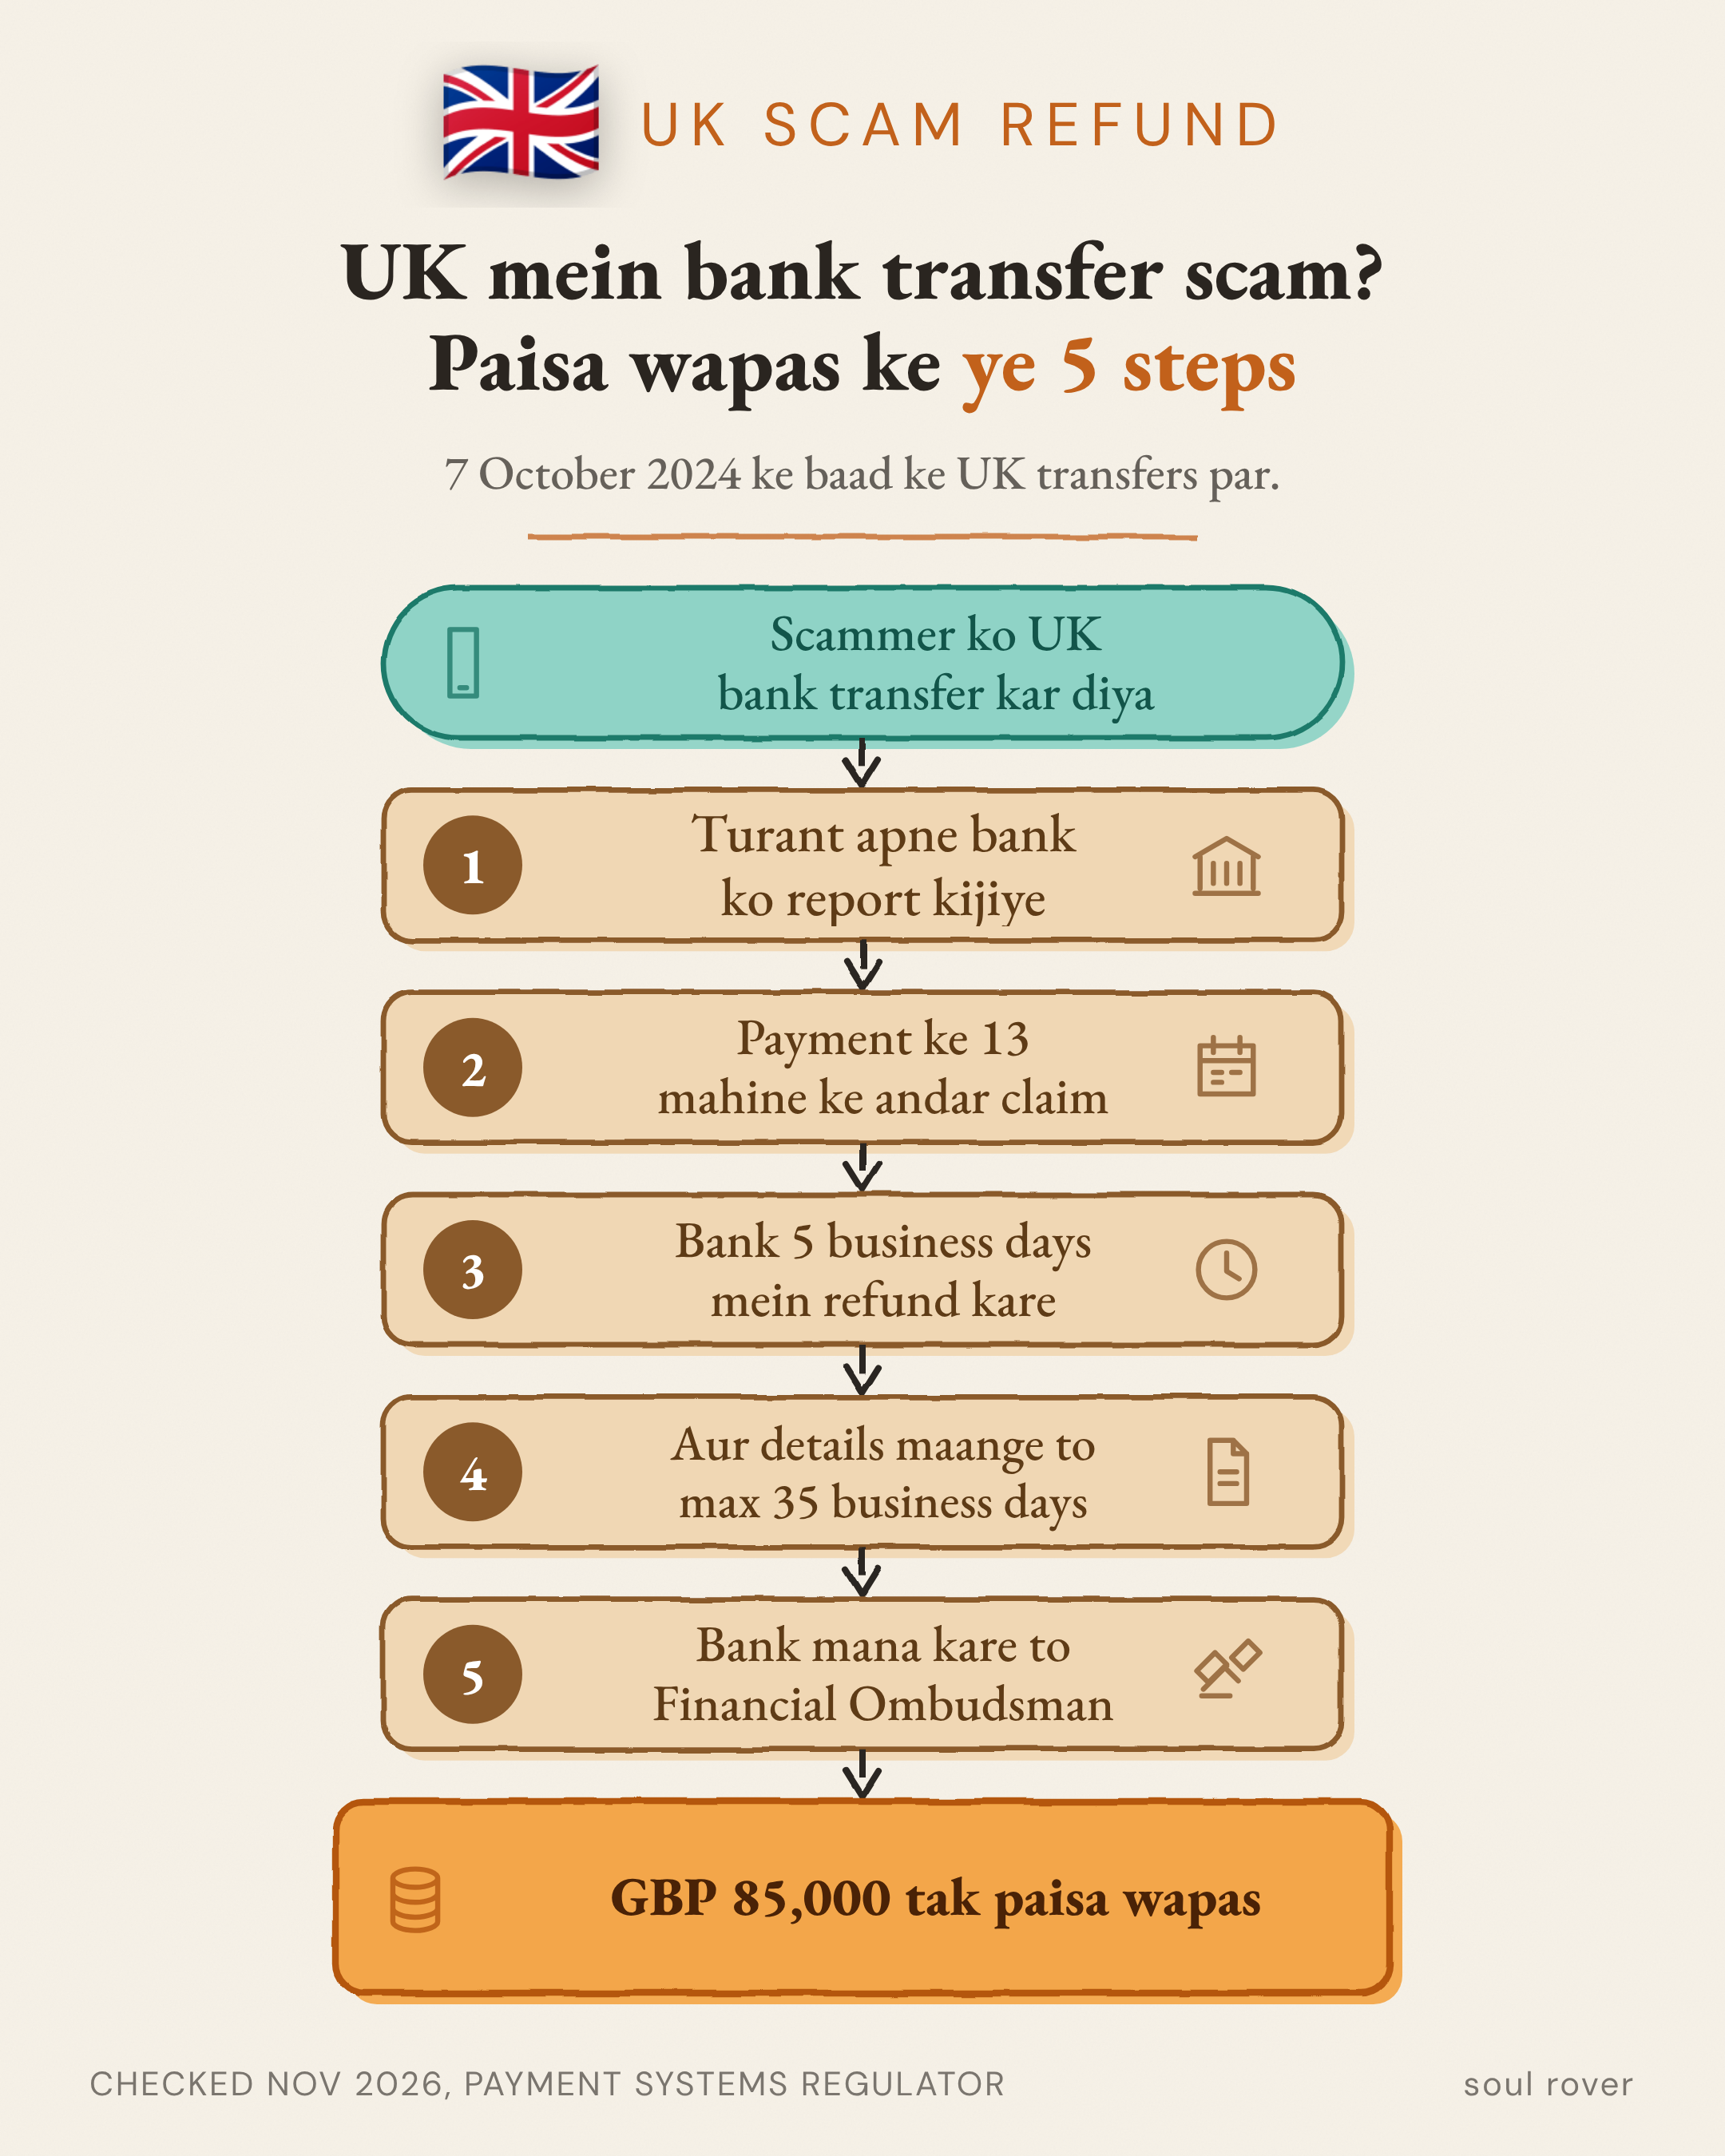 UK SCAM REFUND
UK mein bank transfer scam?
Paisa wapas ke ye 5 steps
7 October 2024 ke baad ke UK transfers par.
Scammer ko UK
bank transfer kar diya
1
Turant apne bank
ko report kijiye
2
Payment ke 13
mahine ke andar claim
3
Bank 5 business days
mein refund kare
4
Aur details maange to
max 35 business days
5
Bank mana kare to
Financial Ombudsman
GBP 85,000 tak paisa wapas
CHECKED NOV 2026, PAYMENT SYSTEMS REGULATOR
soul rover